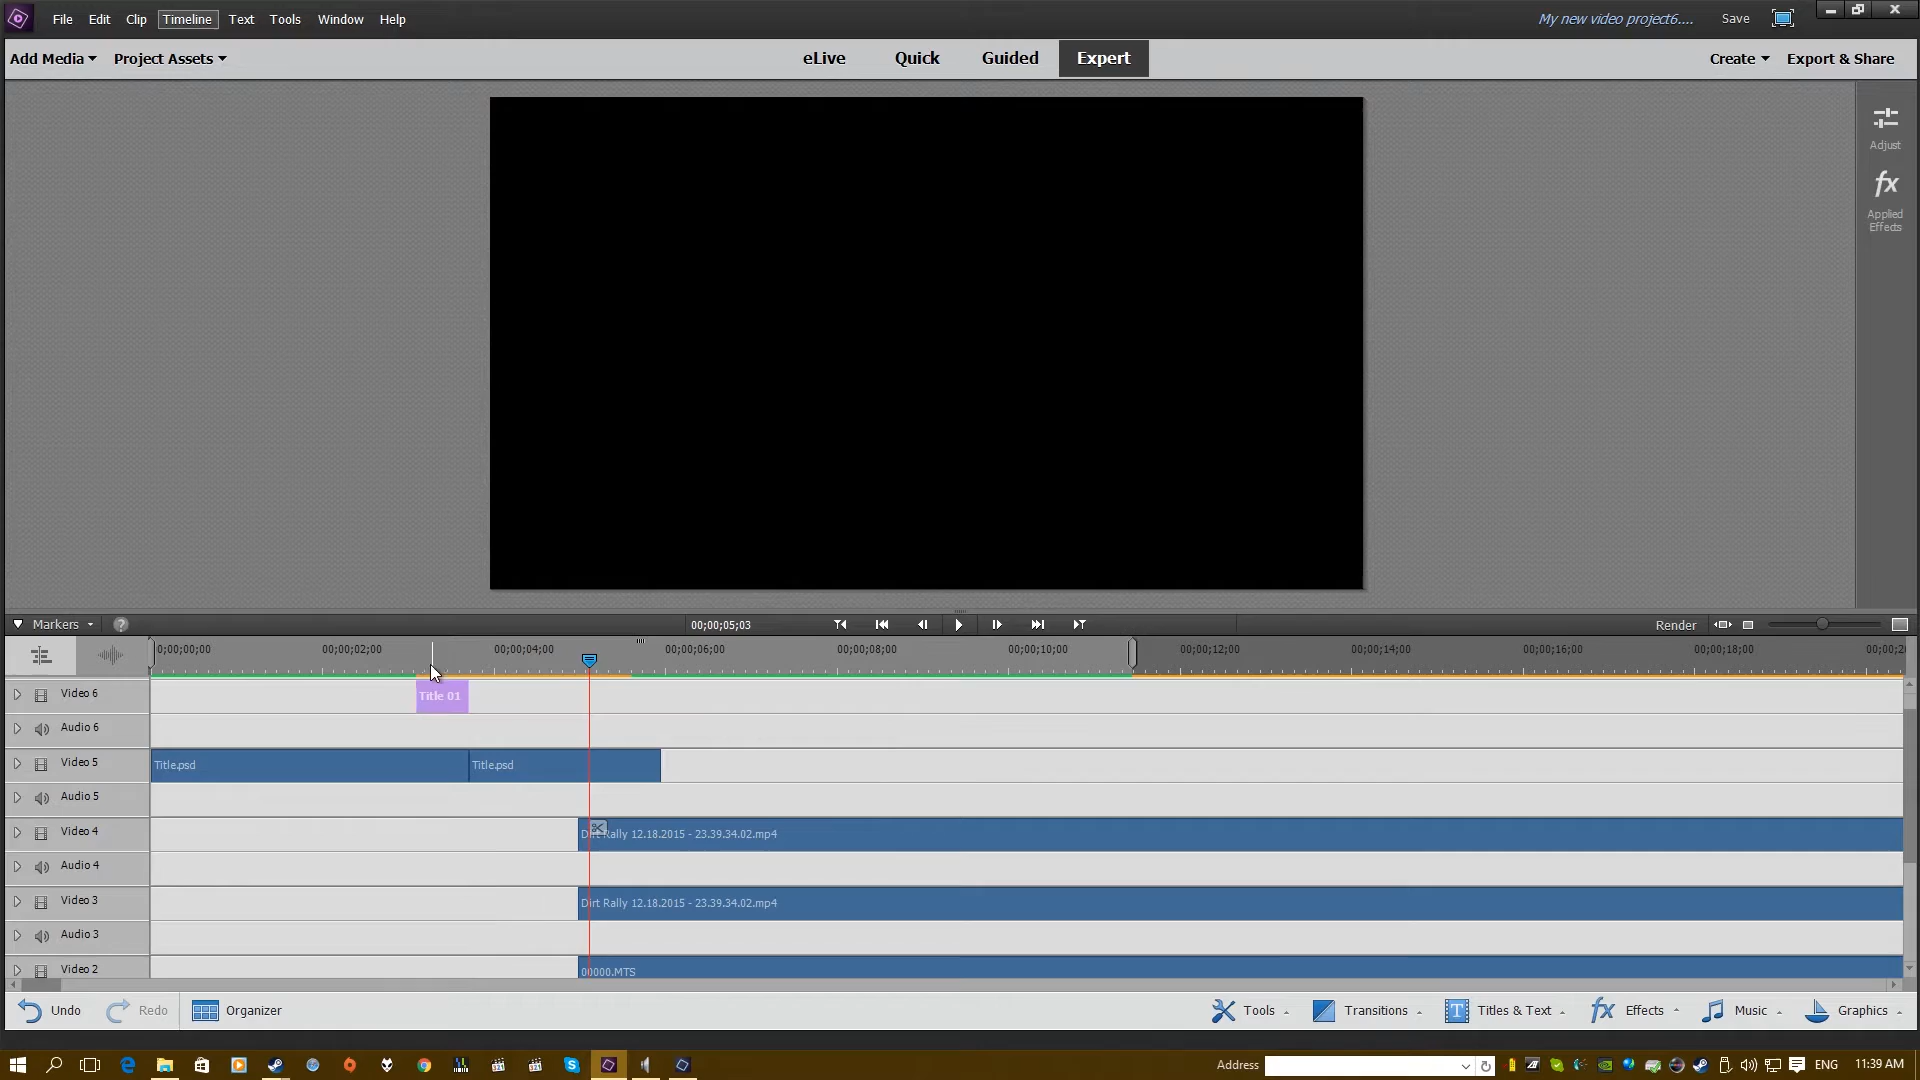 File Edit Clip Timeline Text Tools Window Help
My new video project6.... Save
Add Media Project Assets
eLive Quick Guided Expert
Create Export & Share
Adjust
fx
Applied
Effects
Markers ? 00;00;05;03 Render
0;00;00;00 00;00;02;00 00;00;04;00 00;00;06;00 00;00;08;00 00;00;10;00 00;00;12;00 00;00;14;00 00;00;16;00 00;00;18;00 00;00;2
Video 6 Title 01
Audio 6
Video 5 Title.psd Title.psd
Audio 5
Video 4 Dirt Rally 12.18.2015 - 23.39.34.02.mp4
Audio 4
Video 3 Dirt Rally 12.18.2015 - 23.39.34.02.mp4
Audio 3
Video 2 00000.MTS
Undo Redo Organizer Tools Transitions T Titles & Text fx Effects Music Graphics
Address ENG 11:39 AM